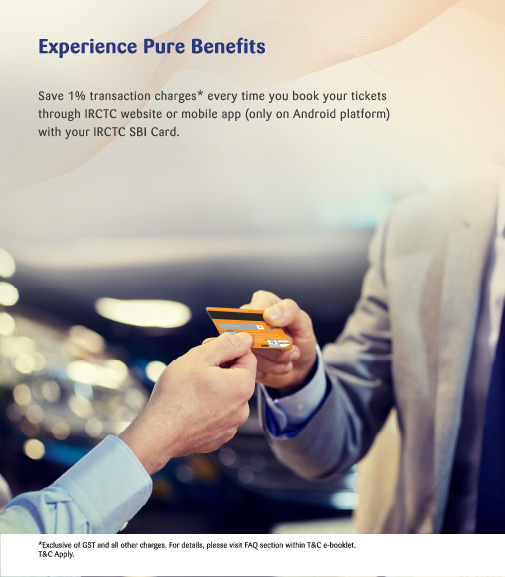 Experience Pure Benefits
Save 1% transaction charges* every time you book your tickets
through IRCTC website or mobile app (only on Android platform)
with your IRCTC SBI Card.
*Exclusive of GST and all other charges. For details, please visit FAQ section within T&C e-booklet.
T&C Apply.